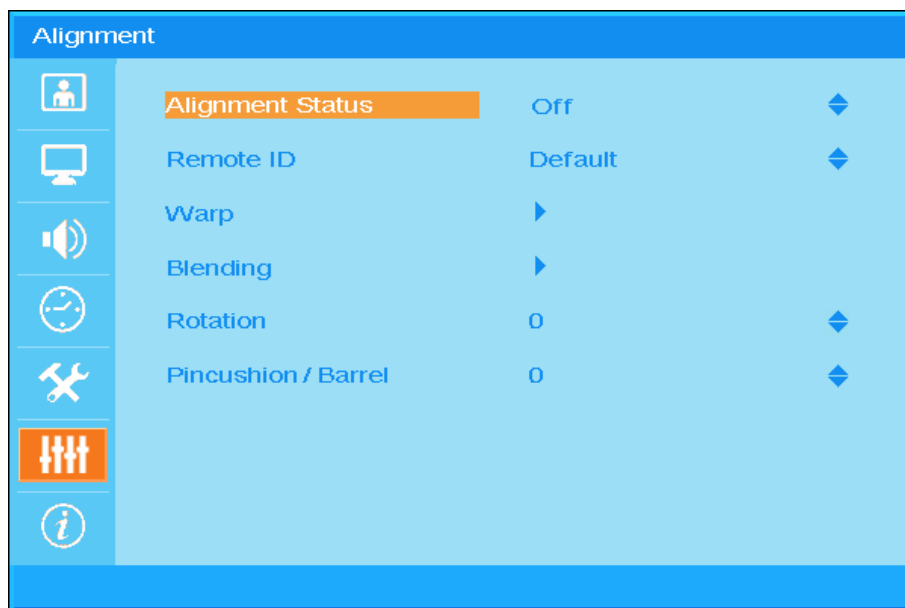 Alignment
Alignment Status Off
Remote ID Default
Warp
Blending
Rotation 0
Pincushion / Barrel 0
i